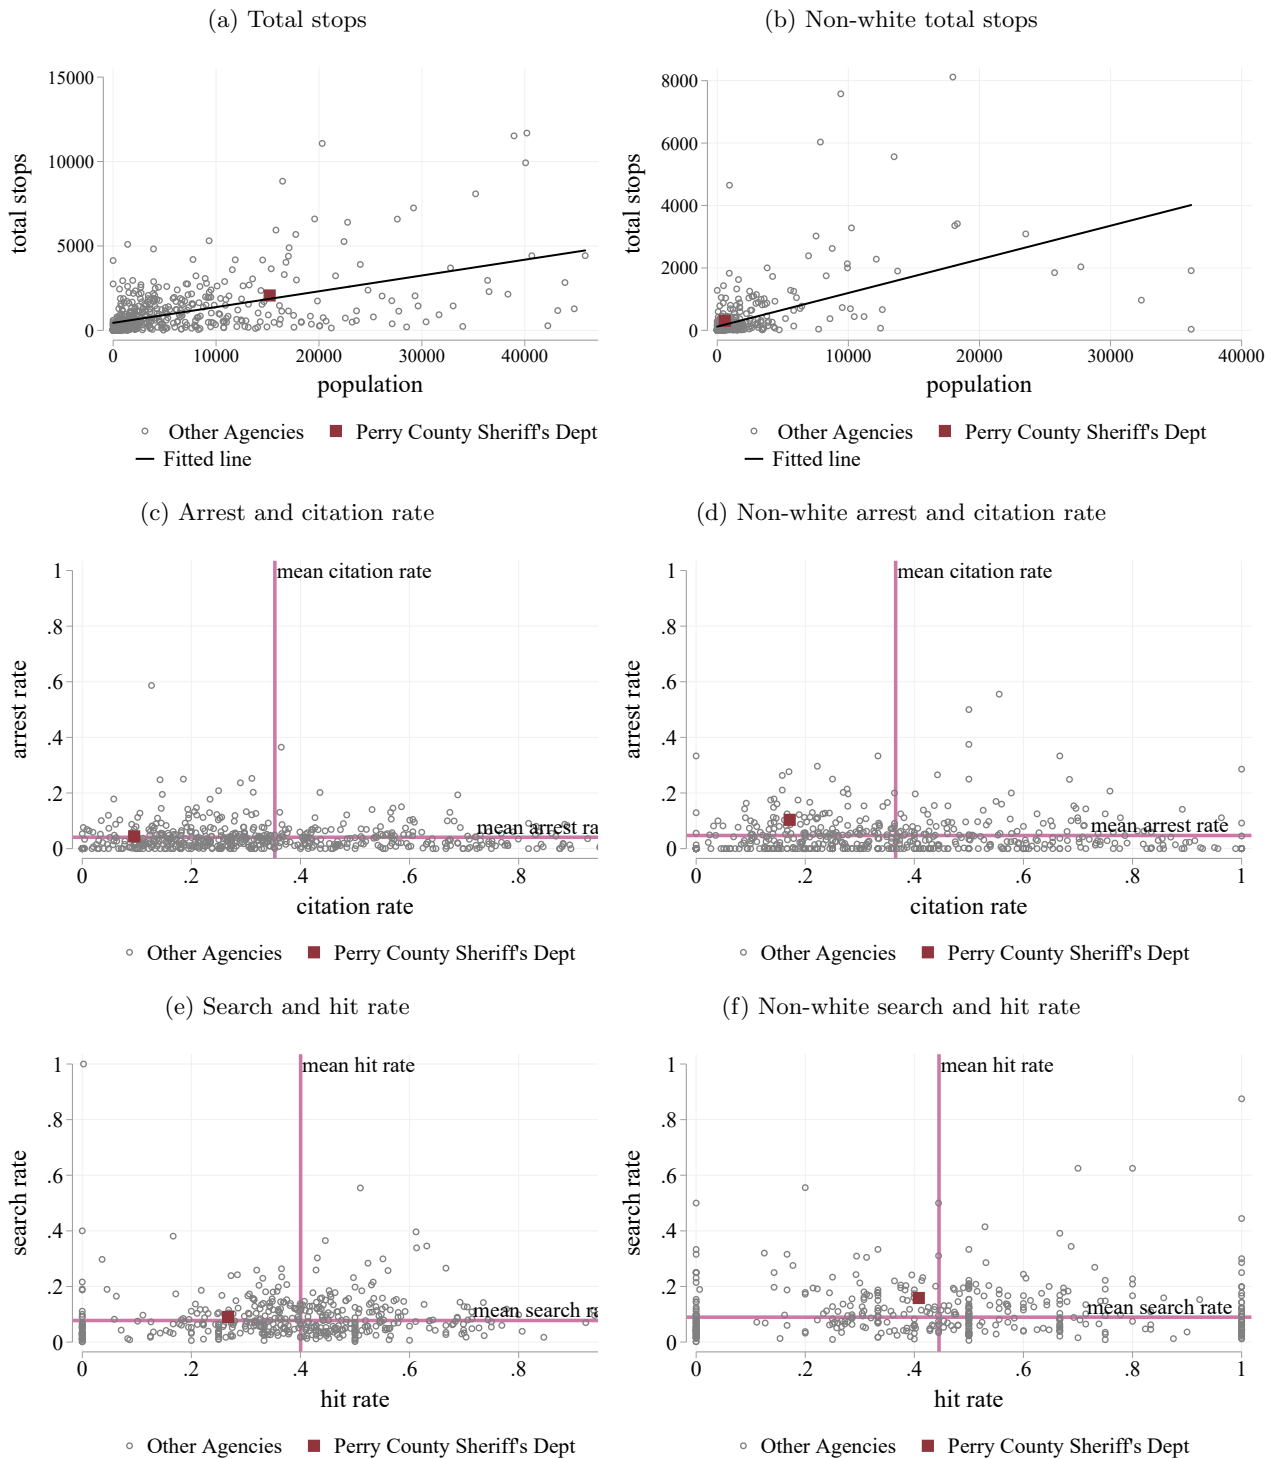 (a) Total stops
15000
10000
5000
0
total stops
0 10000 20000 30000 40000
population
Other Agencies Perry County Sheriff's Dept
Fitted line
(b) Non-white total stops
8000
6000
4000
2000
0
total stops
0 10000 20000 30000 40000
population
Other Agencies Perry County Sheriff's Dept
Fitted line
(c) Arrest and citation rate
mean citation rate
1
.8
.6
.4
.2
0
arrest rate
mean arrest ra
0 .2 .4 .6 .8
citation rate
Other Agencies Perry County Sheriff's Dept
(d) Non-white arrest and citation rate
mean citation rate
1
.8
.6
.4
.2
0
arrest rate
mean arrest rate
0 .2 .4 .6 .8 1
citation rate
Other Agencies Perry County Sheriff's Dept
(e) Search and hit rate
mean hit rate
1
.8
.6
.4
.2
0
search rate
mean search ra
0 .2 .4 .6 .8
hit rate
Other Agencies Perry County Sheriff's Dept
(f) Non-white search and hit rate
mean hit rate
1
.8
.6
.4
.2
0
search rate
mean search rate
0 .2 .4 .6 .8 1
hit rate
Other Agencies Perry County Sheriff's Dept